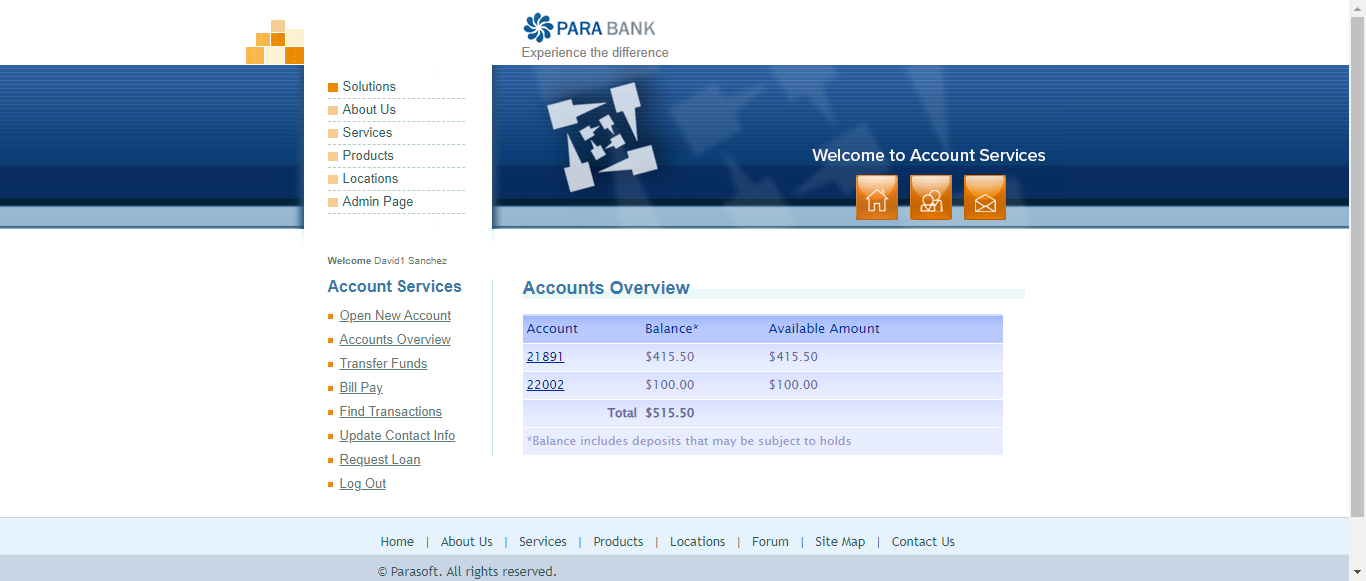 PARA BANK
Experience the difference
Solutions
About Us
Services
Products
Locations
Admin Page
Welcome to Account Services
Welcome David1 Sanchez
Account Services
Open New Account
Accounts Overview
Transfer Funds
Bill Pay
Find Transactions
Update Contact Info
Request Loan
Log Out
Accounts Overview
Account Balance* Available Amount
21891 $415.50 $415.50
22002 $100.00 $100.00
Total $515.50
*Balance includes deposits that may be subject to holds
Home | About Us | Services | Products | Locations | Forum | Site Map | Contact Us
© Parasoft. All rights reserved.